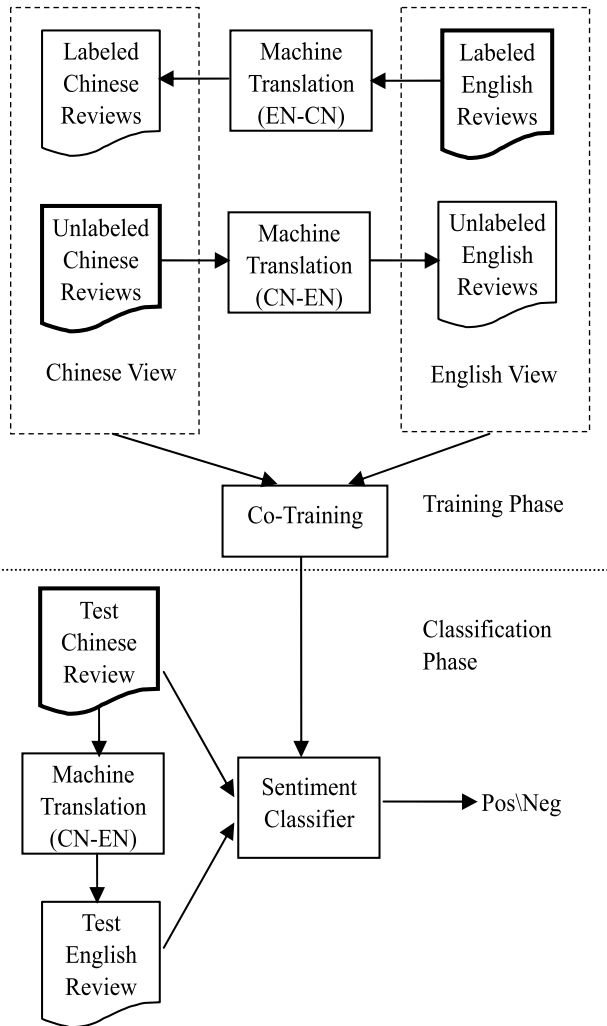 Labeled
Chinese
Reviews
Machine
Translation
(EN-CN)
Labeled
English
Reviews
Unlabeled
Chinese
Reviews
Machine
Translation
(CN-EN)
Unlabeled
English
Reviews
Chinese View
English View
Co-Training
Training Phase
Test
Chinese
Review
Classification
Phase
Machine
Translation
(CN-EN)
Sentiment
Classifier
Pos\Neg
Test
English
Review